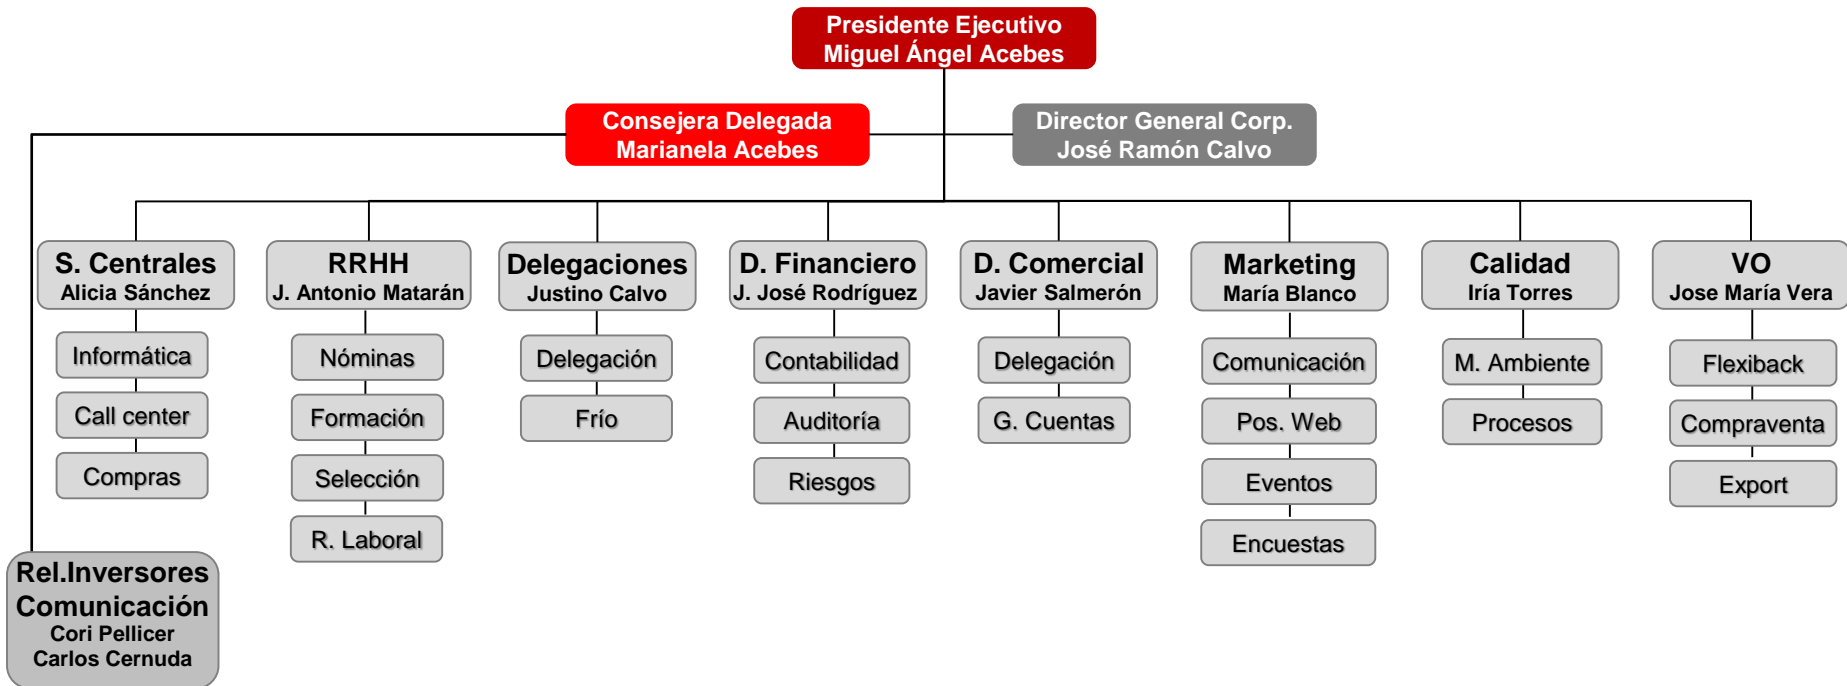 Presidente Ejecutivo
Miguel Ángel Acebes
Consejera Delegada
Marianela Acebes
Director General Corp.
José Ramón Calvo
S. Centrales
Alicia Sánchez
Informática
Call center
Compras
RRHH
J. Antonio Matarán
Nóminas
Formación
Selección
R. Laboral
Delegaciones
Justino Calvo
Delegación
Frío
D. Financiero
J. José Rodríguez
Contabilidad
Auditoría
Riesgos
D. Comercial
Javier Salmerón
Delegación
G. Cuentas
Marketing
María Blanco
Comunicación
Pos. Web
Eventos
Encuestas
Calidad
Iría Torres
M. Ambiente
Procesos
VO
Jose María Vera
Flexiback
Compraventa
Export
Rel.Inversores
Comunicación
Cori Pellicer
Carlos Cernuda